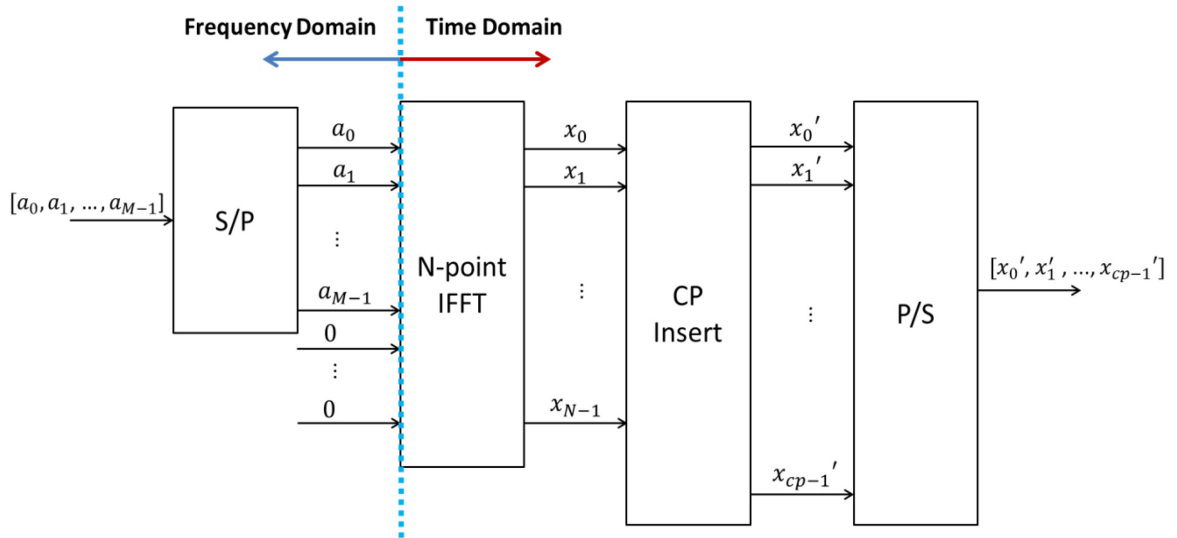 Frequency Domain
Time Domain
[a₀, a₁, ..., a_{M−1}]
S/P
a₀
a₁
⋮
a_{M−1}
0
⋮
0
N-point
IFFT
x₀
x₁
⋮
x_{N−1}
CP
Insert
x₀′
x₁′
⋮
x_{cp−1}′
P/S
[x₀′, x₁′, ..., x_{cp−1}′]